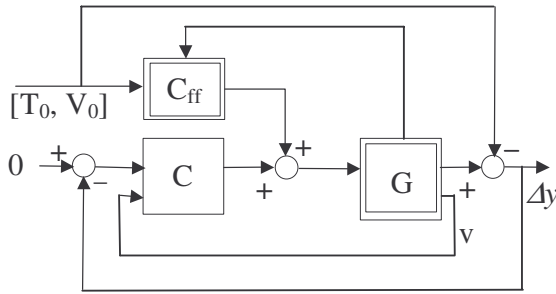 C_ff
[T_0, V_0]
0 + − C + + G + − Δy
v